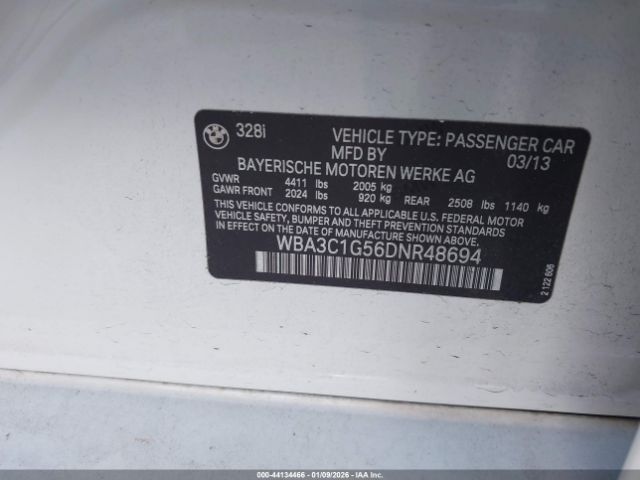 328i
VEHICLE TYPE: PASSENGER CAR
MFD BY 03/13
BAYERISCHE MOTOREN WERKE AG
GVWR 4411 lbs 2005 kg
GAWR FRONT 2024 lbs 920 kg REAR 2508 lbs 1140 kg
THIS VEHICLE CONFORMS TO ALL APPLICABLE U.S. FEDERAL MOTOR
VEHICLE SAFETY, BUMPER AND THEFT PREVENTION STANDARDS
IN EFFECT ON THE DATE OF MANUFACTURE SHOWN ABOVE.
WBA3C1G56DNR48694
2 122 606
000-44134466 - 01/09/2026 - IAA Inc.